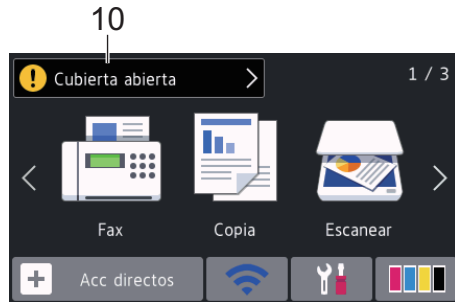 10
Cubierta abierta
1 / 3
Fax Copia Escanear
Acc directos